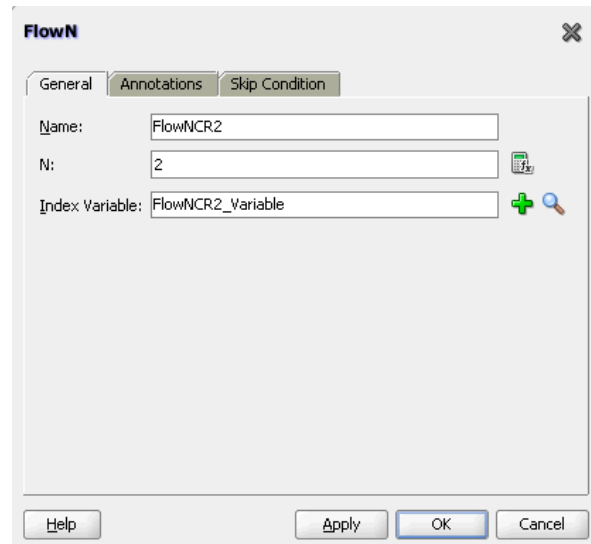 FlowN
General Annotations Skip Condition
Name: FlowNCR2
N: 2
Index Variable: FlowNCR2_Variable
Help Apply OK Cancel